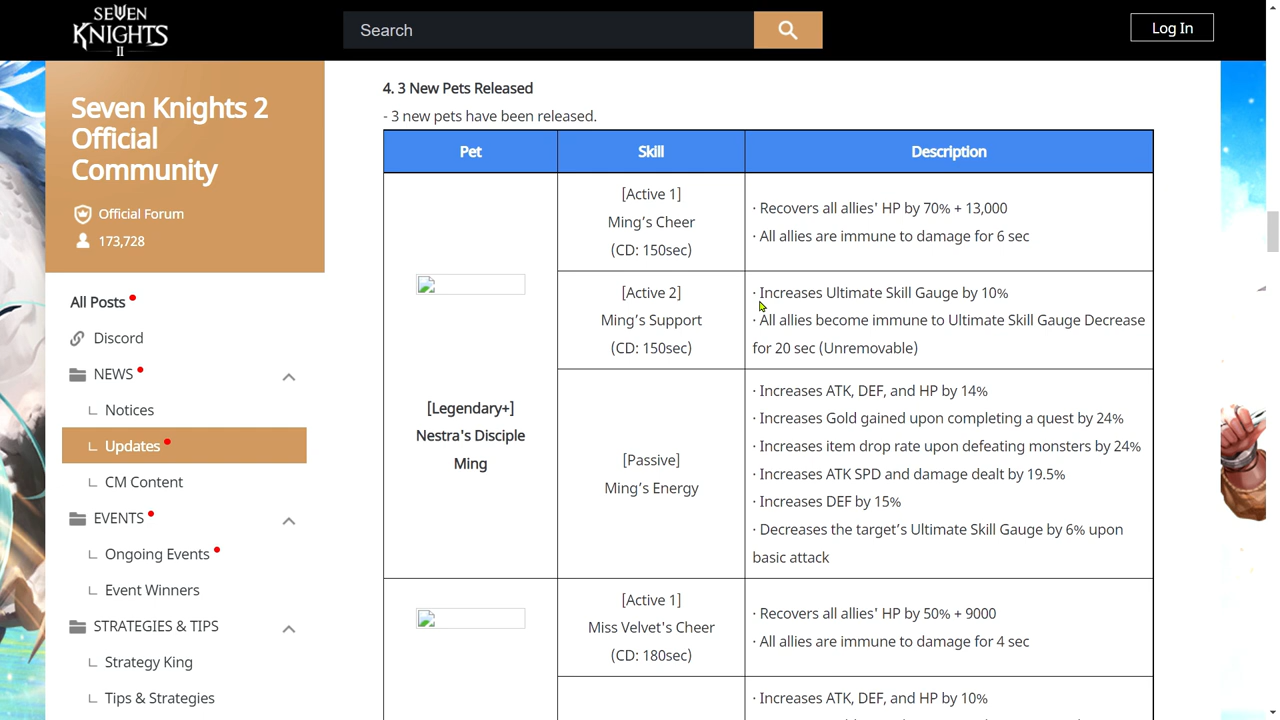 SEVEN
KNIGHTS
II
Search
Log In
Seven Knights 2
Official
Community
Official Forum
173,728
All Posts
Discord
NEWS
Notices
Updates
CM Content
EVENTS
Ongoing Events
Event Winners
STRATEGIES & TIPS
Strategy King
Tips & Strategies
4. 3 New Pets Released
- 3 new pets have been released.
Pet
Skill
Description
[Legendary+]
Nestra's Disciple
Ming
[Active 1]
Ming’s Cheer
(CD: 150sec)
· Recovers all allies' HP by 70% + 13,000
· All allies are immune to damage for 6 sec
[Active 2]
Ming’s Support
(CD: 150sec)
· Increases Ultimate Skill Gauge by 10%
· All allies become immune to Ultimate Skill Gauge Decrease
for 20 sec (Unremovable)
[Passive]
Ming’s Energy
· Increases ATK, DEF, and HP by 14%
· Increases Gold gained upon completing a quest by 24%
· Increases item drop rate upon defeating monsters by 24%
· Increases ATK SPD and damage dealt by 19.5%
· Increases DEF by 15%
· Decreases the target’s Ultimate Skill Gauge by 6% upon
basic attack
[Active 1]
Miss Velvet's Cheer
(CD: 180sec)
· Recovers all allies' HP by 50% + 9000
· All allies are immune to damage for 4 sec
· Increases ATK, DEF, and HP by 10%